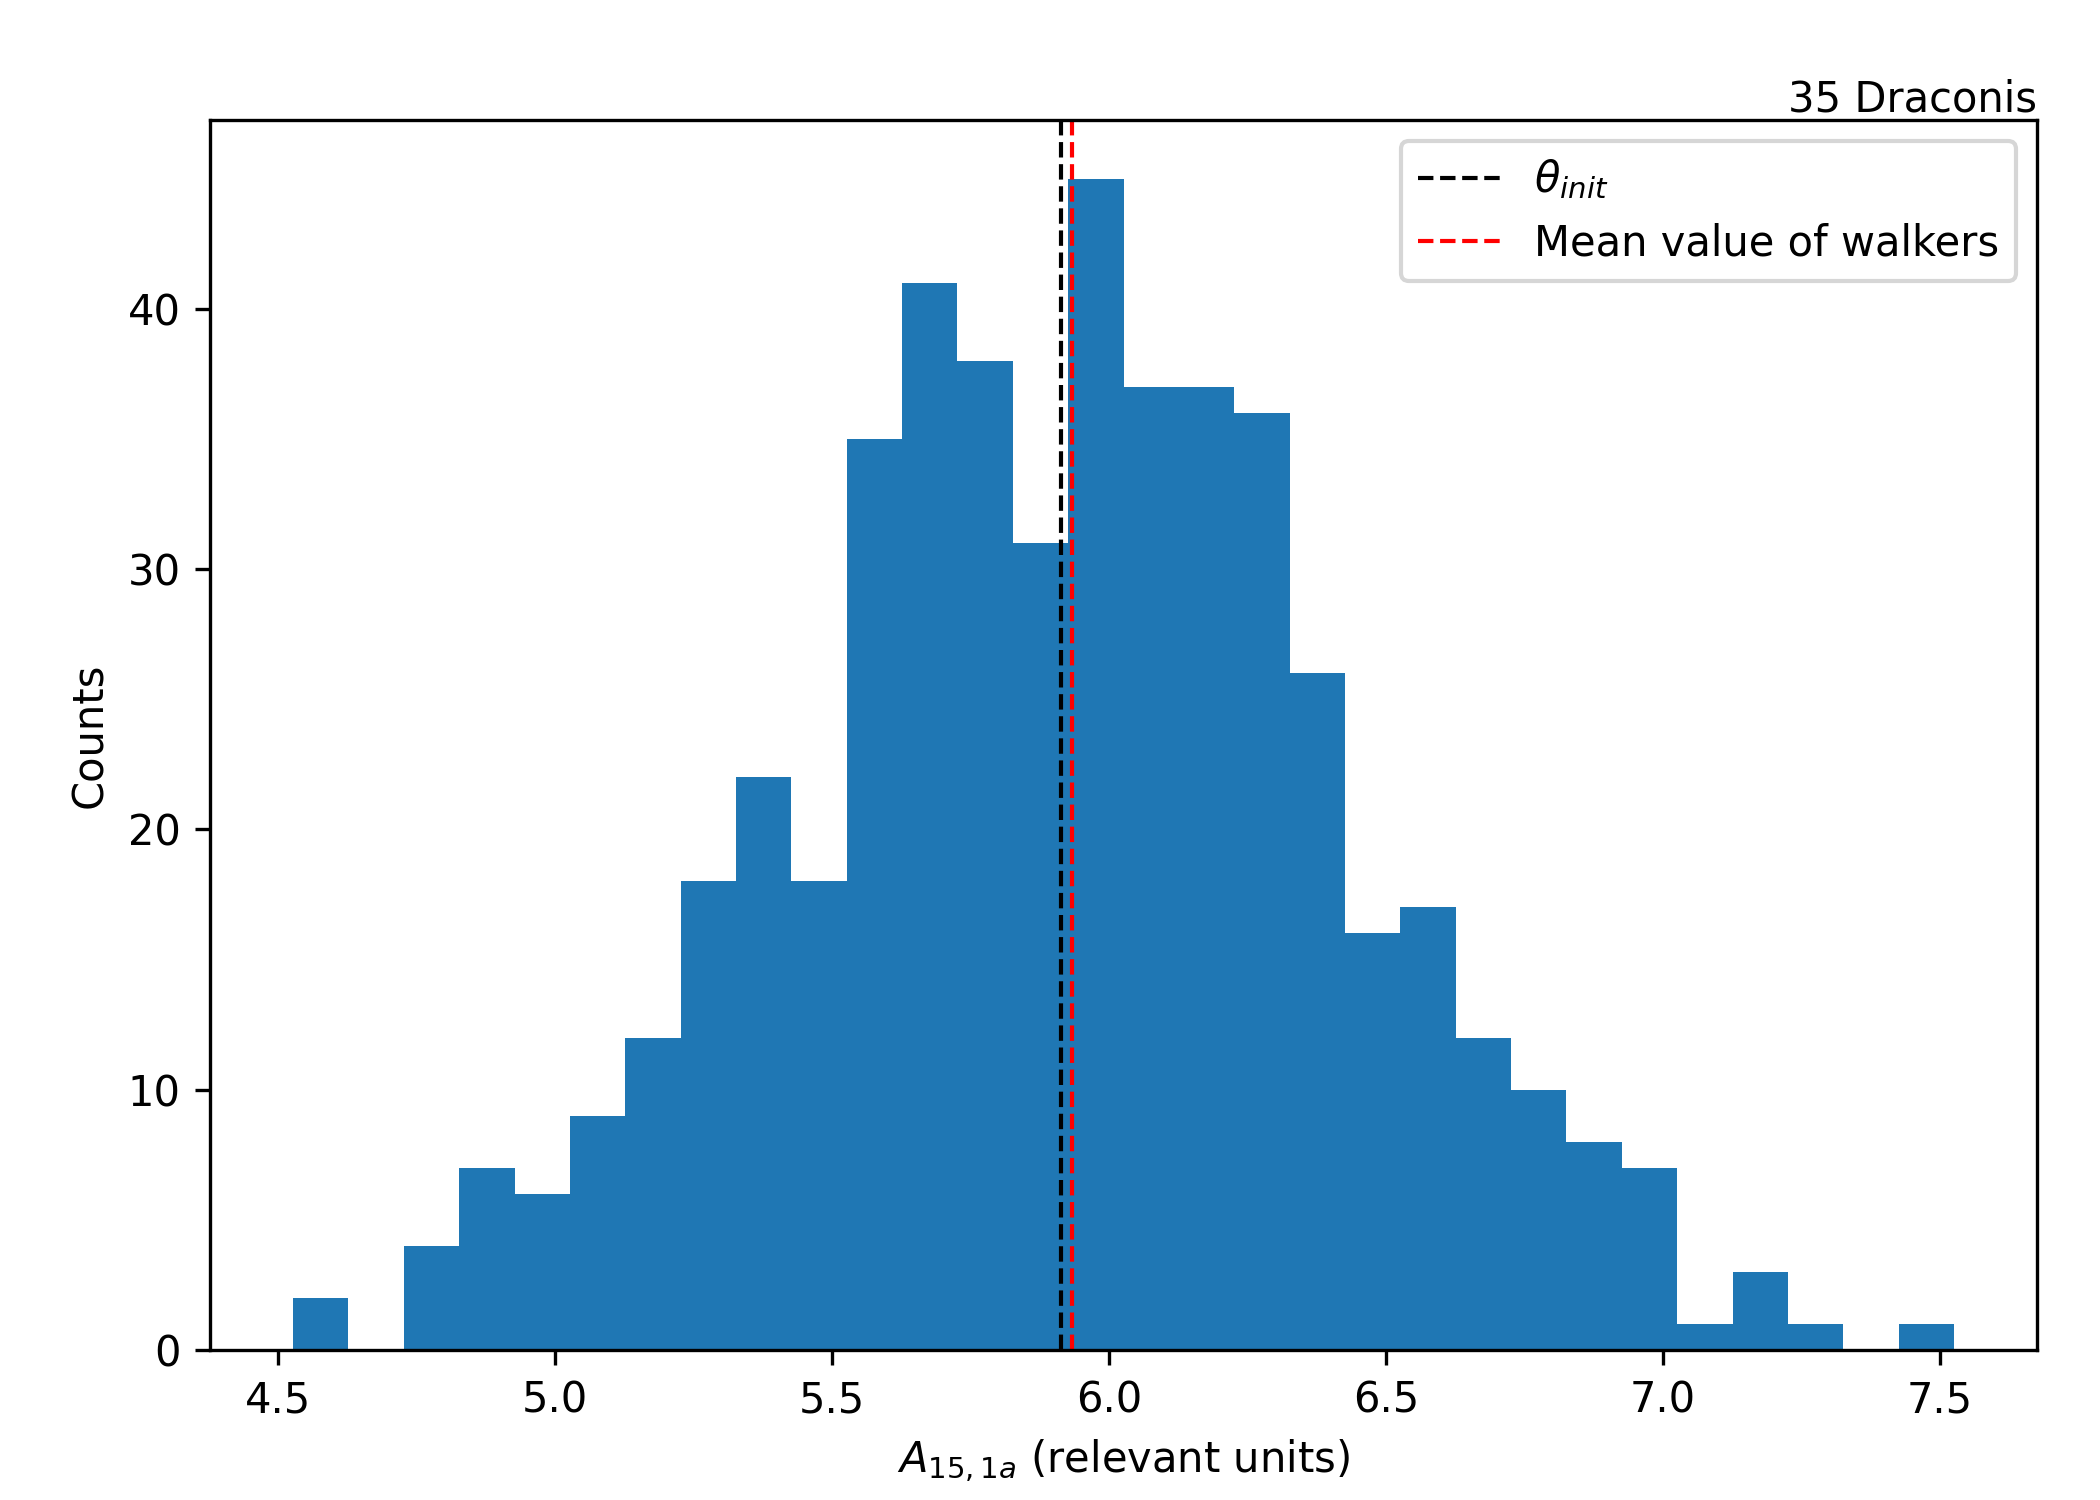 35 Draconis
θinit
Mean value of walkers
Counts
40
30
20
10
0
4.5 5.0 5.5 6.0 6.5 7.0 7.5
A15,1a (relevant units)